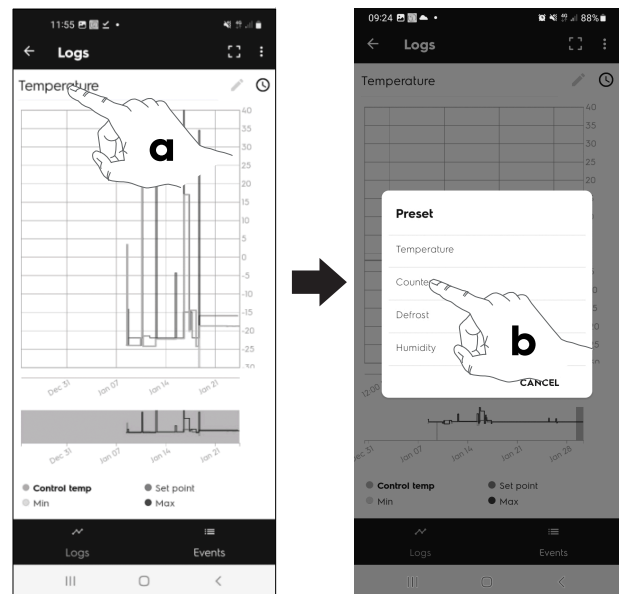 11:55
Logs
Temperature
a
40
35
30
25
20
15
10
5
0
-5
-10
-15
-20
-25
-30
Dec 31 Jan 07 Jan 14 Jan 21
Dec 31 Jan 07 Jan 14 Jan 21
Control temp Set point
Min Max
Logs Events
09:24 88%
Logs
Temperature
40
35
30
25
20
Preset
Temperature
Counte
Defrost
Humidity
b
CANCEL
12:00
Jan 07 Jan 14 Jan 21 Jan 28
Control temp Set point
Min Max
Logs Events